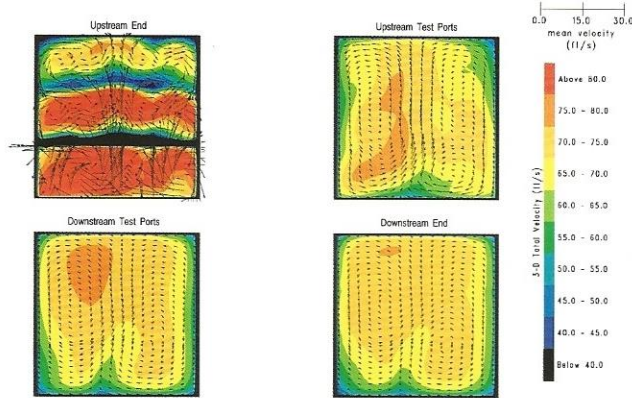 Upstream End
Upstream Test Ports
0.0 15.0 30.0
mean velocity
(fl/s)
Above 80.0
75.0 - 80.0
70.0 - 75.0
65.0 - 70.0
60.0 - 65.0
55.0 - 60.0
50.0 - 55.0
45.0 - 50.0
40.0 - 45.0
Below 40.0
3-D Total Velocity (fl/s)
Downstream Test Ports
Downstream End